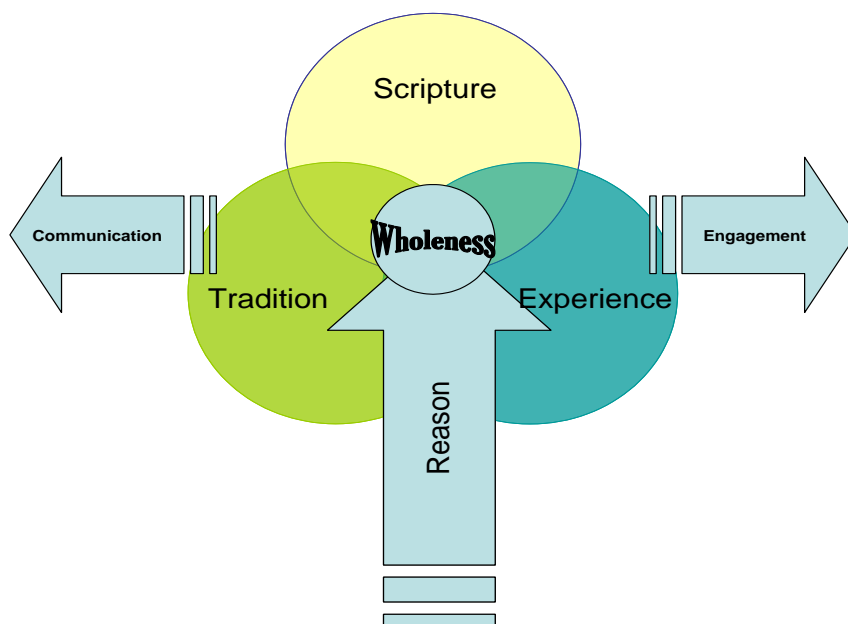 Scripture
Communication
Wholeness
Engagement
Tradition
Experience
Reason